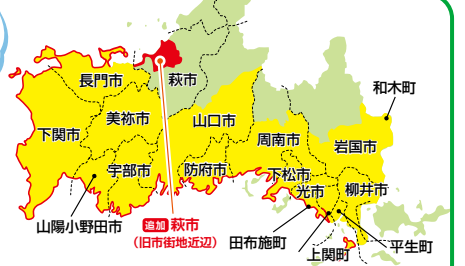 長門市
萩市
和木町
美祢市
山口市
周南市
下関市
岩国市
宇部市
防府市
下松市
光市
柳井市
山陽小野田市
追加 萩市
(旧市街地近辺)
田布施町
平生町
上関町